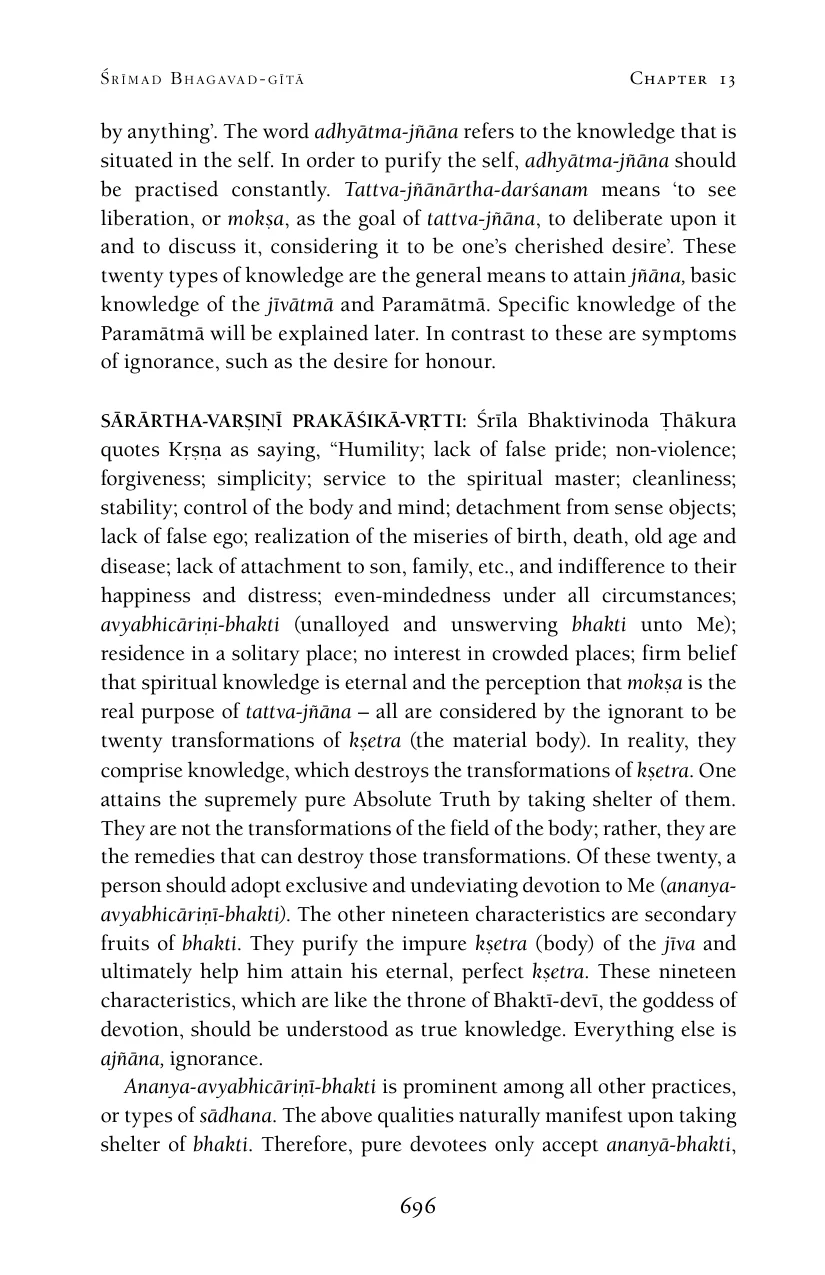 Śrīmad Bhagavad-gītā Chapter 13
by anything’. The word adhyātma-jñāna refers to the knowledge that is
situated in the self. In order to purify the self, adhyātma-jñāna should
be practised constantly. Tattva-jñānārtha-darśanam means ‘to see
liberation, or mokṣa, as the goal of tattva-jñāna, to deliberate upon it
and to discuss it, considering it to be one’s cherished desire’. These
twenty types of knowledge are the general means to attain jñāna, basic
knowledge of the jīvātmā and Paramātmā. Specific knowledge of the
Paramātmā will be explained later. In contrast to these are symptoms
of ignorance, such as the desire for honour.
SĀRĀRTHA-VARṢIṆĪ PRAKĀŚIKĀ-VṚTTI: Śrīla Bhaktivinoda Ṭhākura
quotes Kṛṣṇa as saying, “Humility; lack of false pride; non-violence;
forgiveness; simplicity; service to the spiritual master; cleanliness;
stability; control of the body and mind; detachment from sense objects;
lack of false ego; realization of the miseries of birth, death, old age and
disease; lack of attachment to son, family, etc., and indifference to their
happiness and distress; even-mindedness under all circumstances;
avyabhicāriṇi-bhakti (unalloyed and unswerving bhakti unto Me);
residence in a solitary place; no interest in crowded places; firm belief
that spiritual knowledge is eternal and the perception that mokṣa is the
real purpose of tattva-jñāna – all are considered by the ignorant to be
twenty transformations of kṣetra (the material body). In reality, they
comprise knowledge, which destroys the transformations of kṣetra. One
attains the supremely pure Absolute Truth by taking shelter of them.
They are not the transformations of the field of the body; rather, they are
the remedies that can destroy those transformations. Of these twenty, a
person should adopt exclusive and undeviating devotion to Me (ananya-
avyabhicāriṇī-bhakti). The other nineteen characteristics are secondary
fruits of bhakti. They purify the impure kṣetra (body) of the jīva and
ultimately help him attain his eternal, perfect kṣetra. These nineteen
characteristics, which are like the throne of Bhaktī-devī, the goddess of
devotion, should be understood as true knowledge. Everything else is
ajñāna, ignorance.
Ananya-avyabhicāriṇī-bhakti is prominent among all other practices,
or types of sādhana. The above qualities naturally manifest upon taking
shelter of bhakti. Therefore, pure devotees only accept ananyā-bhakti,
696